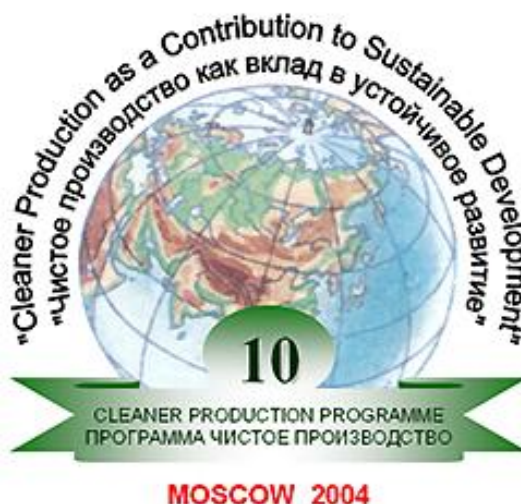 "Cleaner Production as a Contribution to Sustainable Development"
"Чистое производство как вклад в устойчивое развитие"
10
CLEANER PRODUCTION PROGRAMME
ПРОГРАММА ЧИСТОЕ ПРОИЗВОДСТВО
MOSCOW 2004